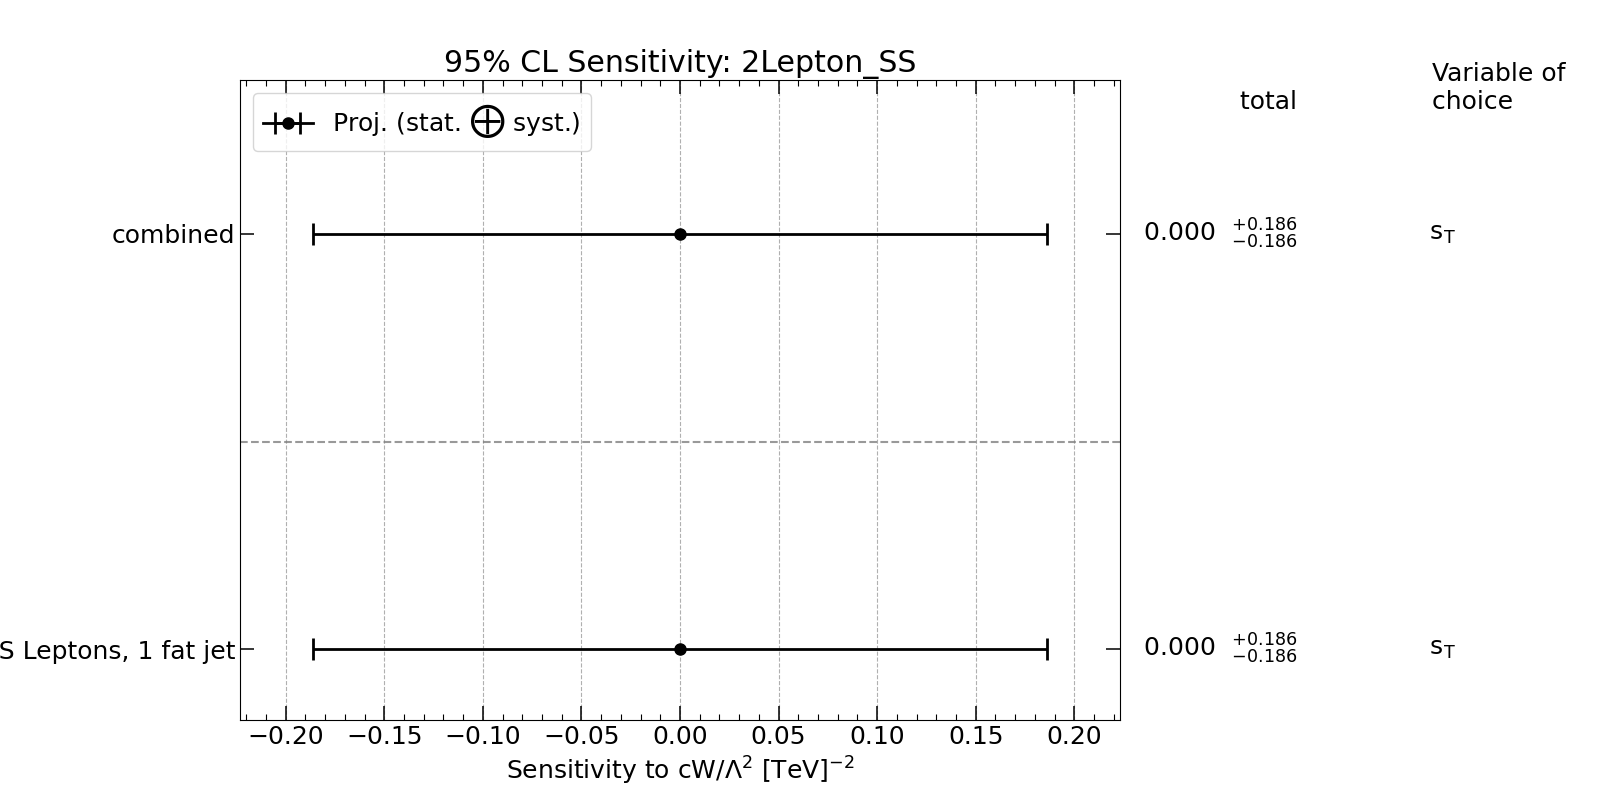 95% CL Sensitivity: 2Lepton_SS
total
Variable of
choice
Proj. (stat. ⊕ syst.)
combined
0.000 +0.186 −0.186
s_T
S Leptons, 1 fat jet
0.000 +0.186 −0.186
s_T
−0.20 −0.15 −0.10 −0.05 0.00 0.05 0.10 0.15 0.20
Sensitivity to cW/Λ² [TeV]⁻²